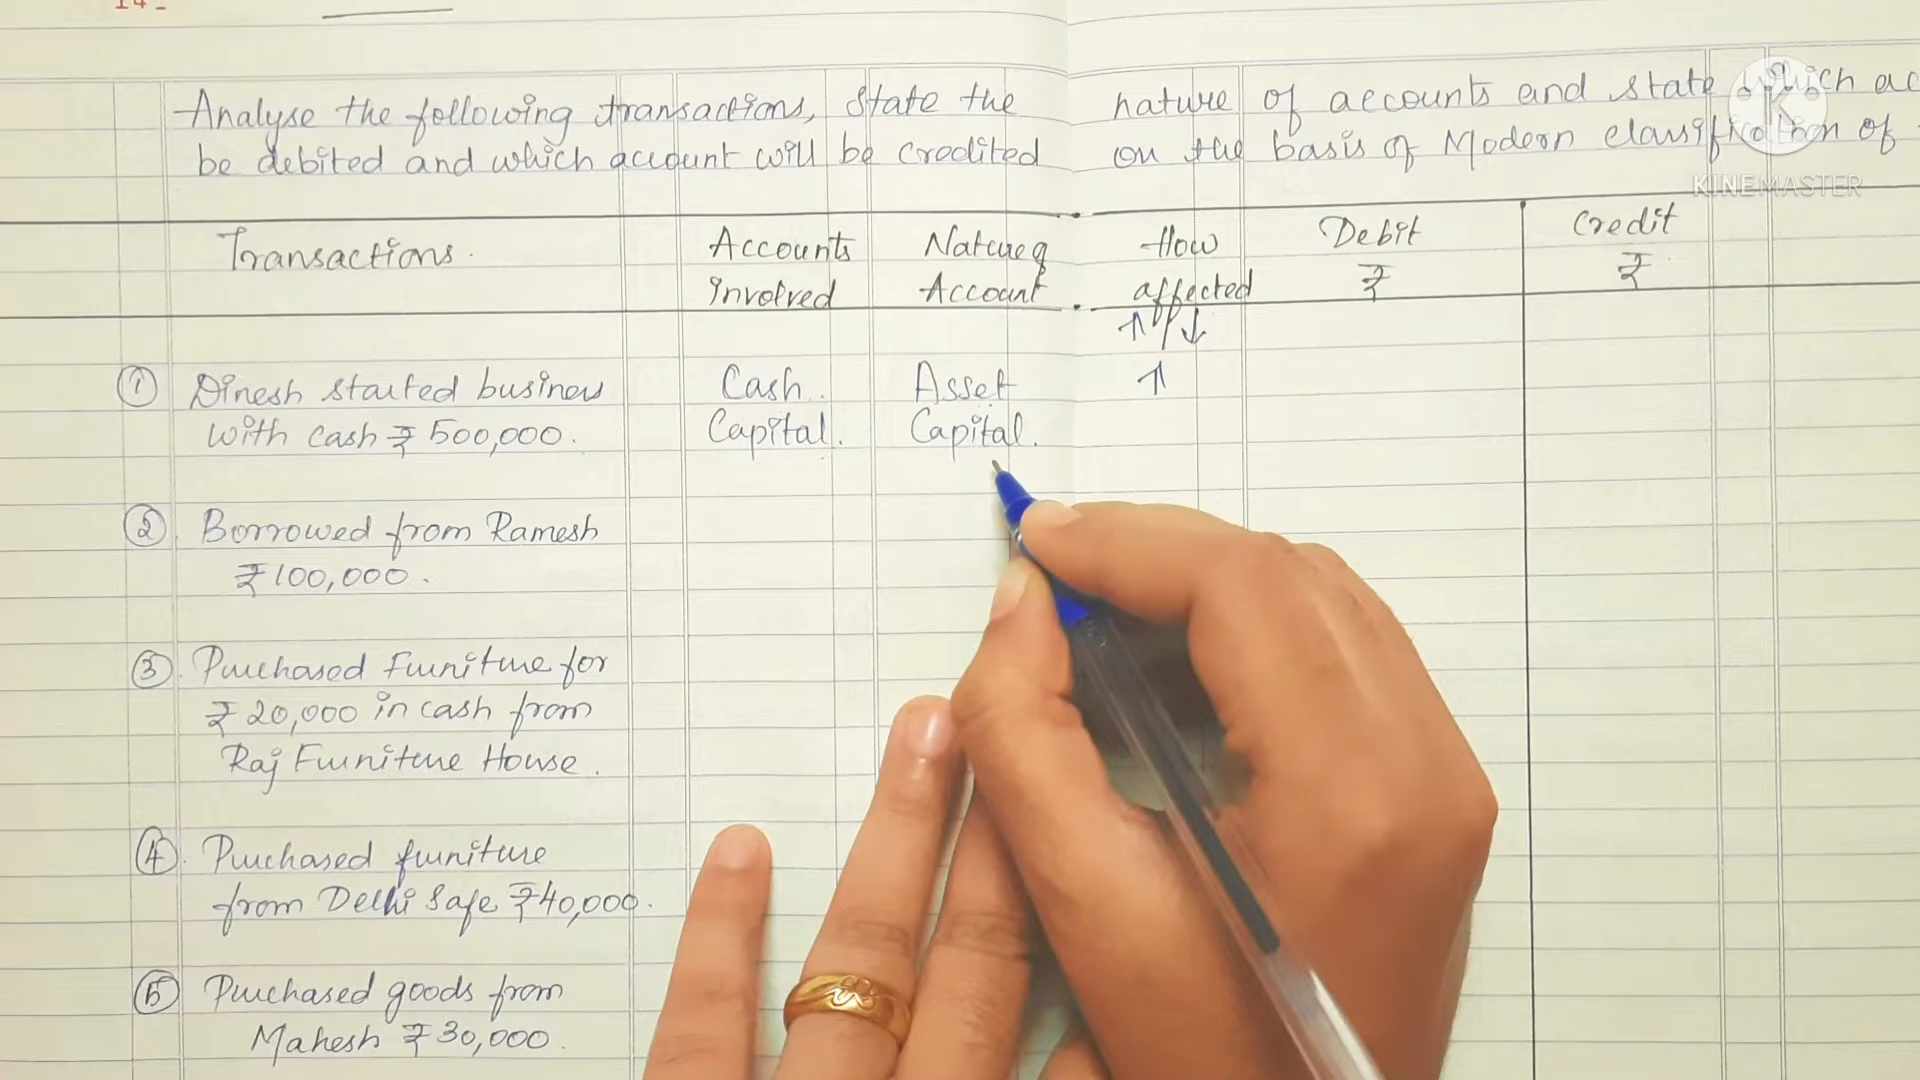 14-
Analyse the following transactions, state the nature of accounts and state which ac
be debited and which account will be credited on the basis of Modern classification of
KINEMASTER
Transactions. Accounts Nature of How Debit Credit
involved Account. affected ₹ ₹
↑/↓
① Dinesh started business Cash. Asset ↑
with cash ₹ 500,000. Capital. Capital.
② Borrowed from Ramesh
₹ 100,000.
③ Purchased Furniture for
₹ 20,000 in cash from
Raj Furniture House.
④ Purchased furniture
from Delhi Safe ₹ 40,000.
⑤ Purchased goods from
Mahesh ₹ 30,000.